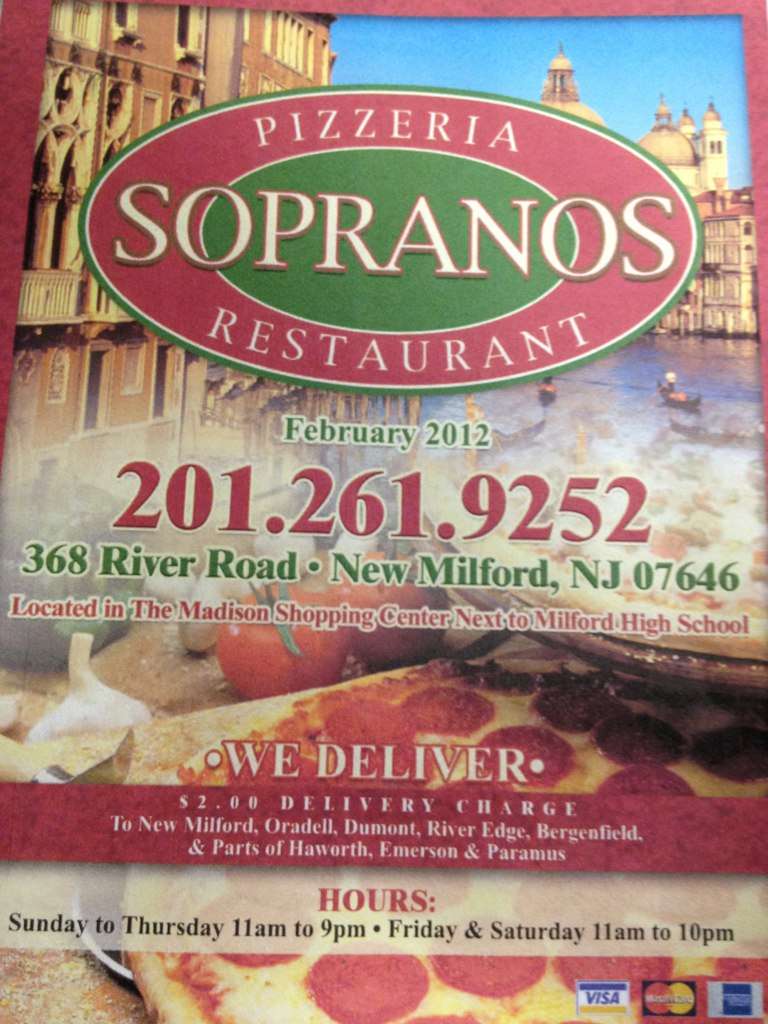 PIZZERIA
SOPRANOS
RESTAURANT
February 2012
201.261.9252
368 River Road • New Milford, NJ 07646
Located in The Madison Shopping Center Next to Milford High School
•WE DELIVER•
$2.00 DELIVERY CHARGE
To New Milford, Oradell, Dumont, River Edge, Bergenfield,
& Parts of Haworth, Emerson & Paramus
HOURS:
Sunday to Thursday 11am to 9pm • Friday & Saturday 11am to 10pm
VISA MasterCard